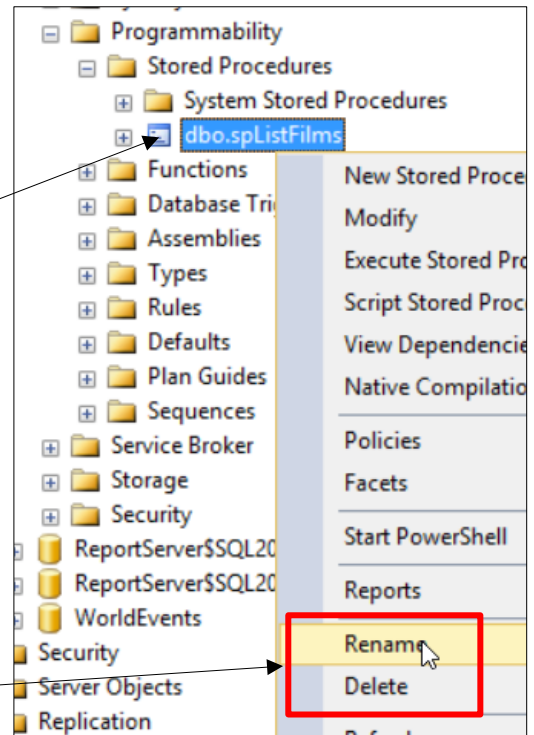 Programmability
Stored Procedures
System Stored Procedures
dbo.spListFilms
Functions
Database Tri
Assemblies
Types
Rules
Defaults
Plan Guides
Sequences
Service Broker
Storage
Security
ReportServer$SQL20
ReportServer$SQL20
WorldEvents
Security
Server Objects
Replication
New Stored Proce
Modify
Execute Stored Pro
Script Stored Proc
View Dependencie
Native Compilatio
Policies
Facets
Start PowerShell
Reports
Rename
Delete